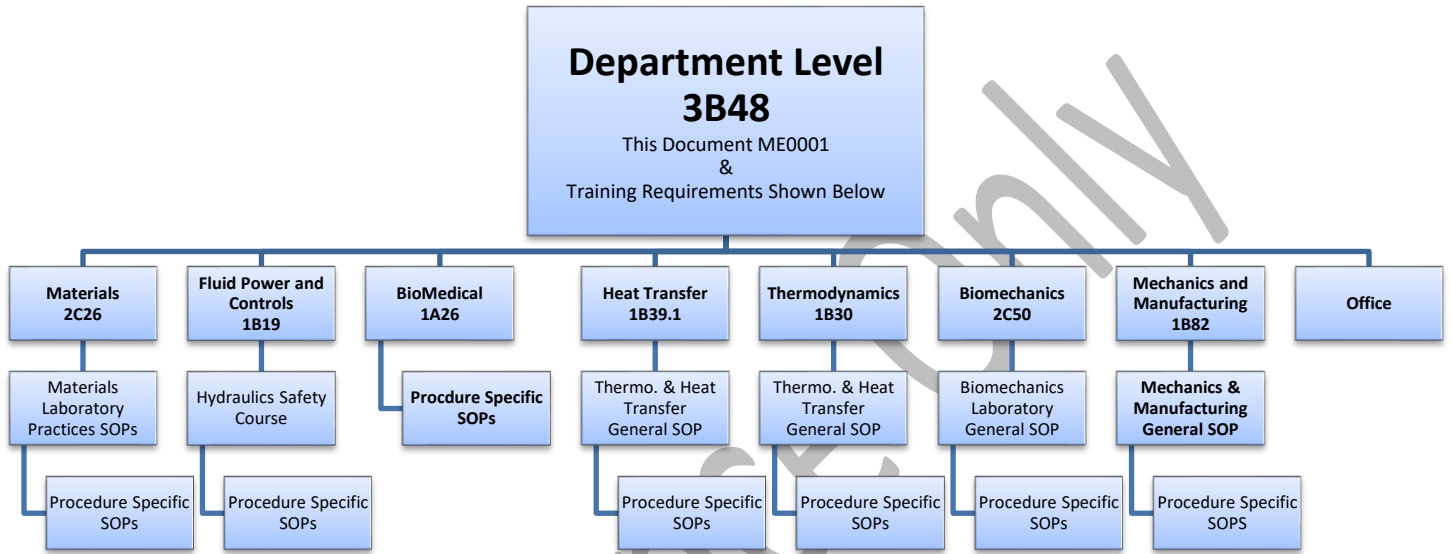 Department Level
3B48
This Document ME0001
&
Training Requirements Shown Below
Materials
2C26
Fluid Power and
Controls
1B19
BioMedical
1A26
Heat Transfer
1B39.1
Thermodynamics
1B30
Biomechanics
2C50
Mechanics and
Manufacturing
1B82
Office
Materials
Laboratory
Practices SOPs
Hydraulics Safety
Course
Procdure Specific
SOPs
Thermo. & Heat
Transfer
General SOP
Thermo. & Heat
Transfer
General SOP
Biomechanics
Laboratory
General SOP
Mechanics &
Manufacturing
General SOP
Procedure Specific
SOPs
Procedure Specific
SOPs
Procedure Specific
SOPs
Procedure Specific
SOPs
Procedure Specific
SOPs
Procedure Specific
SOPS
Only